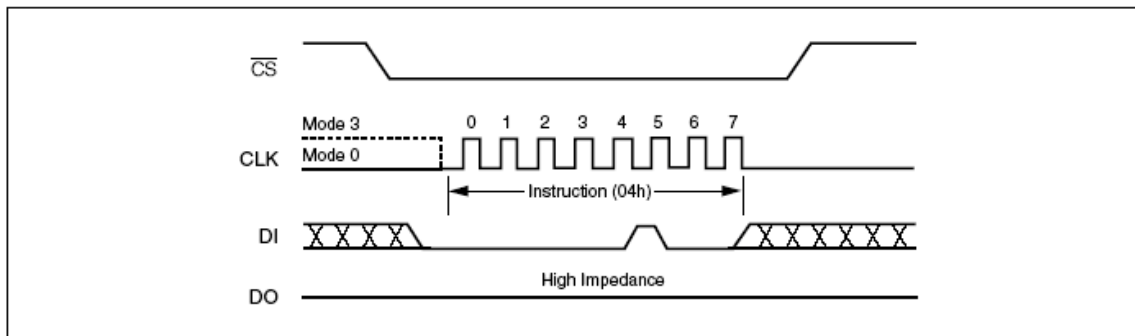 CS
Mode 3
0 1 2 3 4 5 6 7
CLK
Mode 0
Instruction (04h)
DI
High Impedance
DO